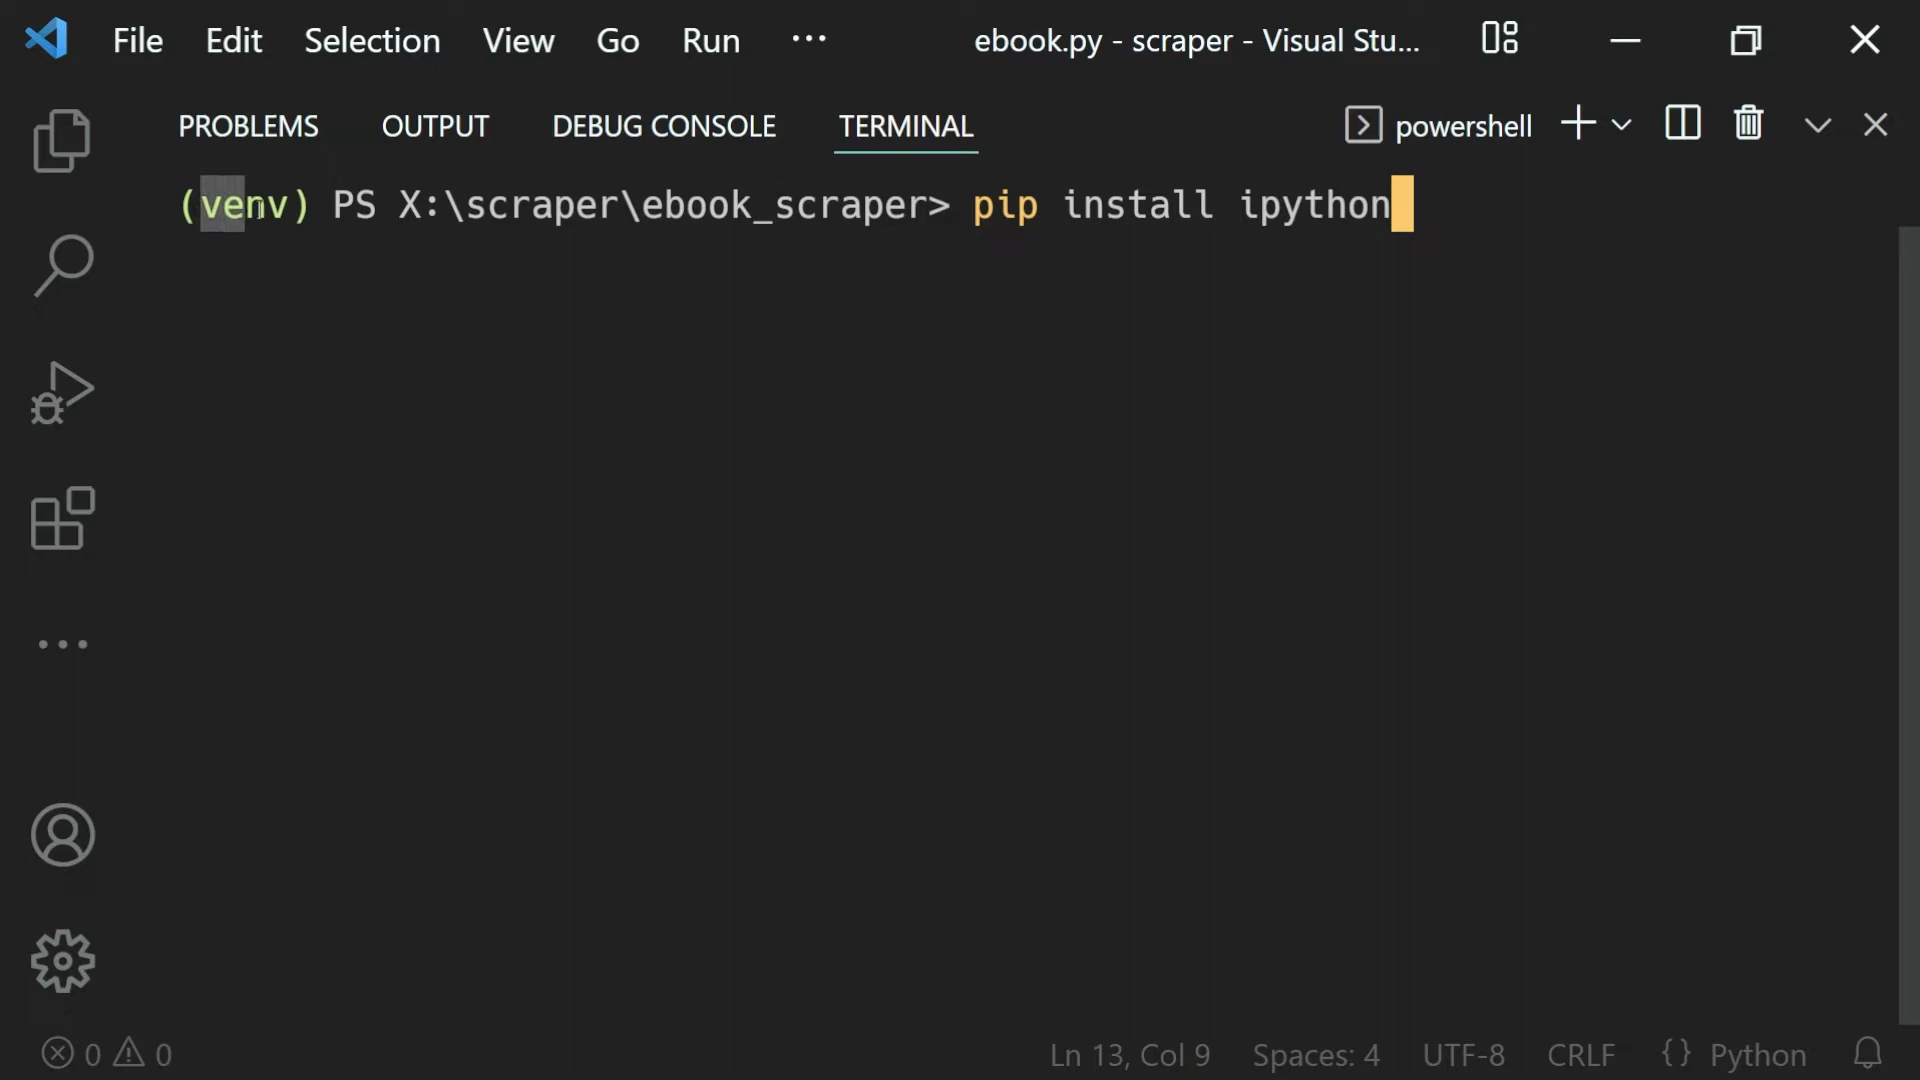 File Edit Selection View Go Run ··· ebook.py - scraper - Visual Stu...
PROBLEMS OUTPUT DEBUG CONSOLE TERMINAL powershell
(venv) PS X:\scraper\ebook_scraper> pip install ipython
0 0 Ln 13, Col 9 Spaces: 4 UTF-8 CRLF {} Python